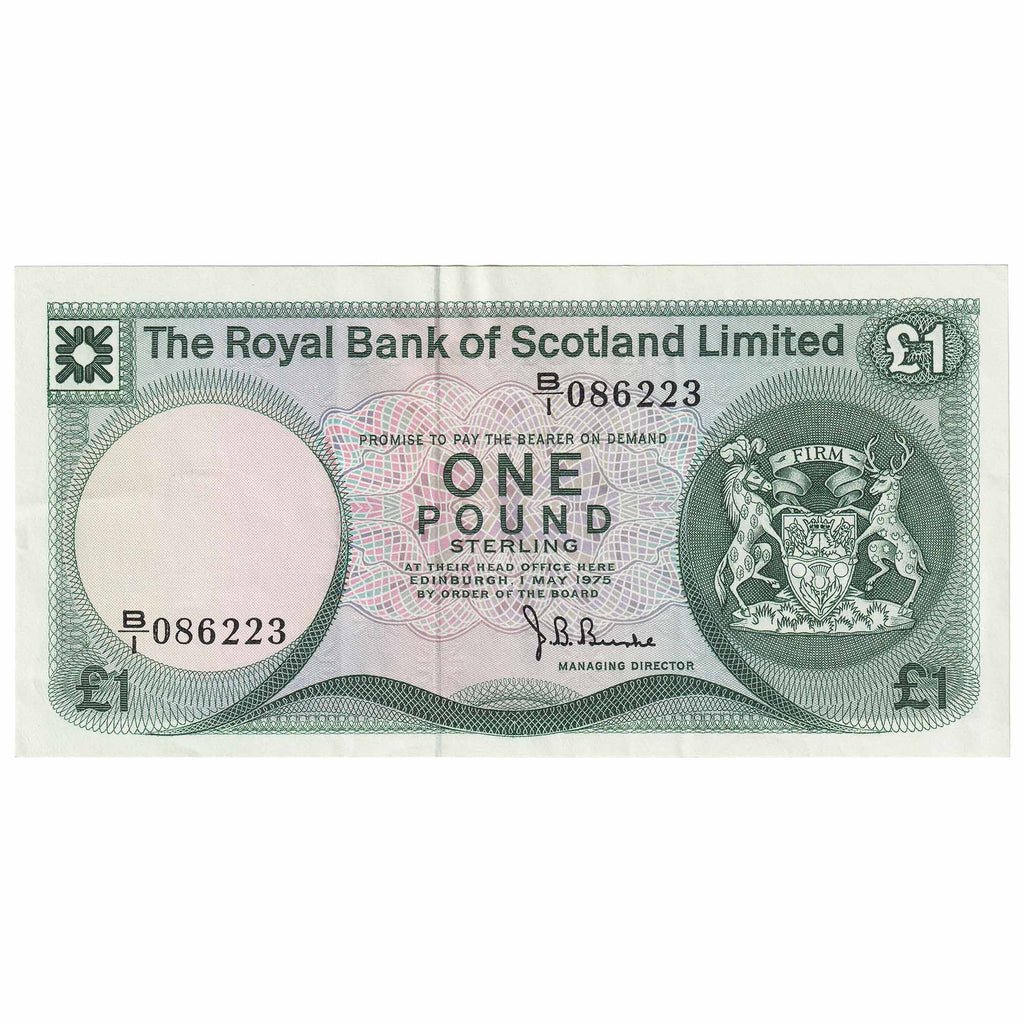 The Royal Bank of Scotland Limited
£1
B/1 086223
FIRM
PROMISE TO PAY THE BEARER ON DEMAND
ONE
POUND
STERLING
AT THEIR HEAD OFFICE HERE
EDINBURGH, 1 MAY 1975
BY ORDER OF THE BOARD
B/1 086223
J. B. Burke
MANAGING DIRECTOR
£1
£1